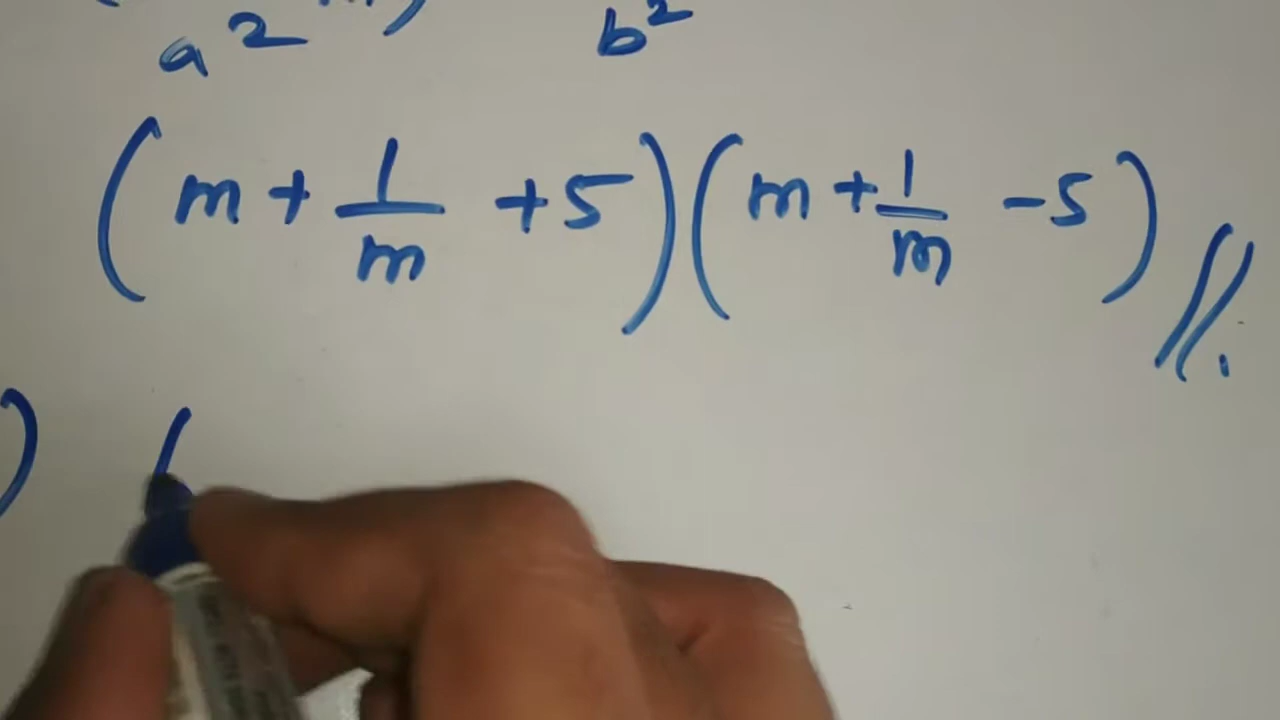 a² b²
(m + 1/m + 5)(m + 1/m - 5)//.
) (